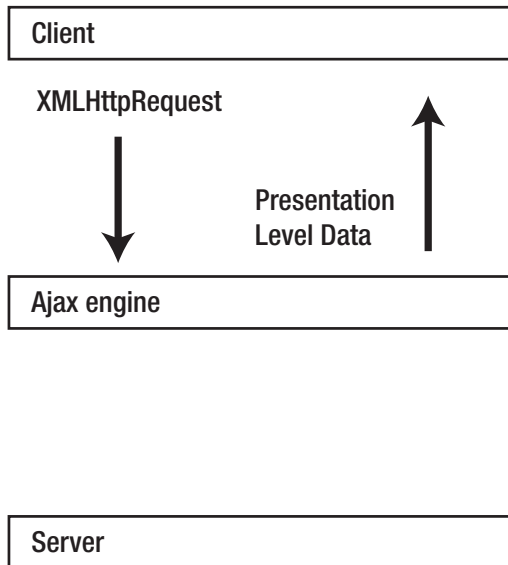 Client
XMLHttpRequest
Presentation
Level Data
Ajax engine
Server